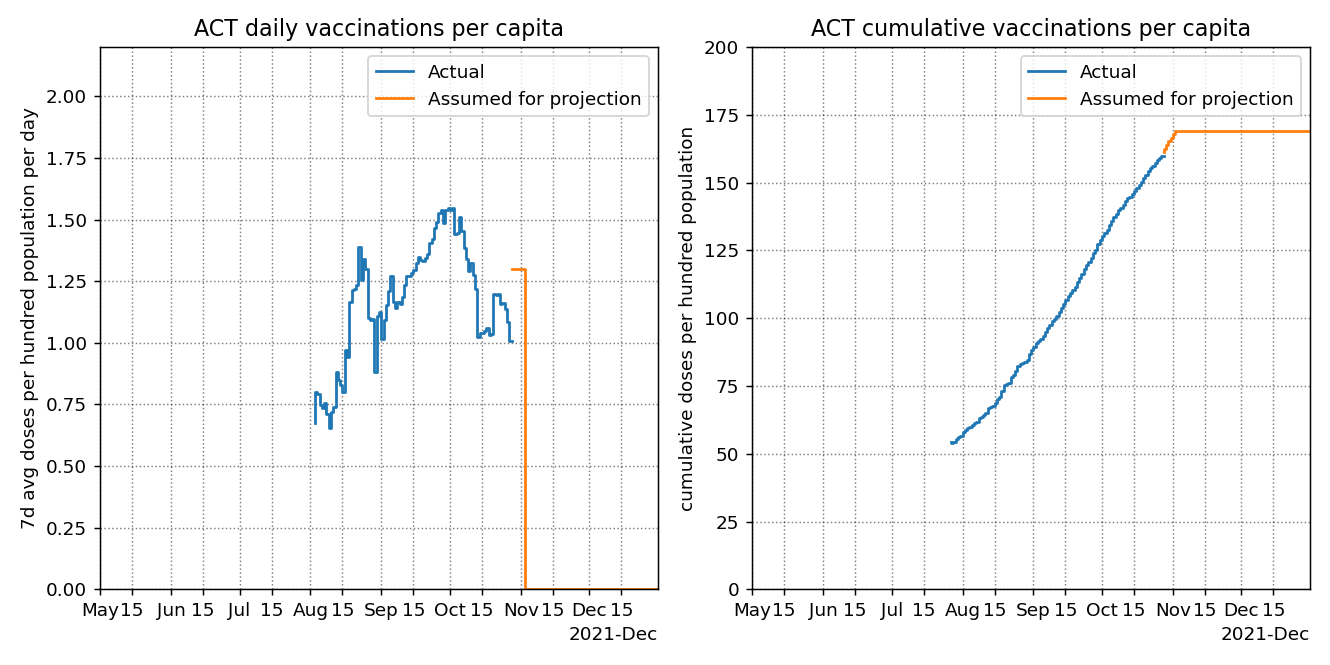 ACT daily vaccinations per capita
Actual
Assumed for projection
7d avg doses per hundred population per day
2.00
1.75
1.50
1.25
1.00
0.75
0.50
0.25
0.00
May 15 Jun 15 Jul 15 Aug 15 Sep 15 Oct 15 Nov 15 Dec 15
2021-Dec
ACT cumulative vaccinations per capita
Actual
Assumed for projection
cumulative doses per hundred population
200
175
150
125
100
75
50
25
0
May 15 Jun 15 Jul 15 Aug 15 Sep 15 Oct 15 Nov 15 Dec 15
2021-Dec